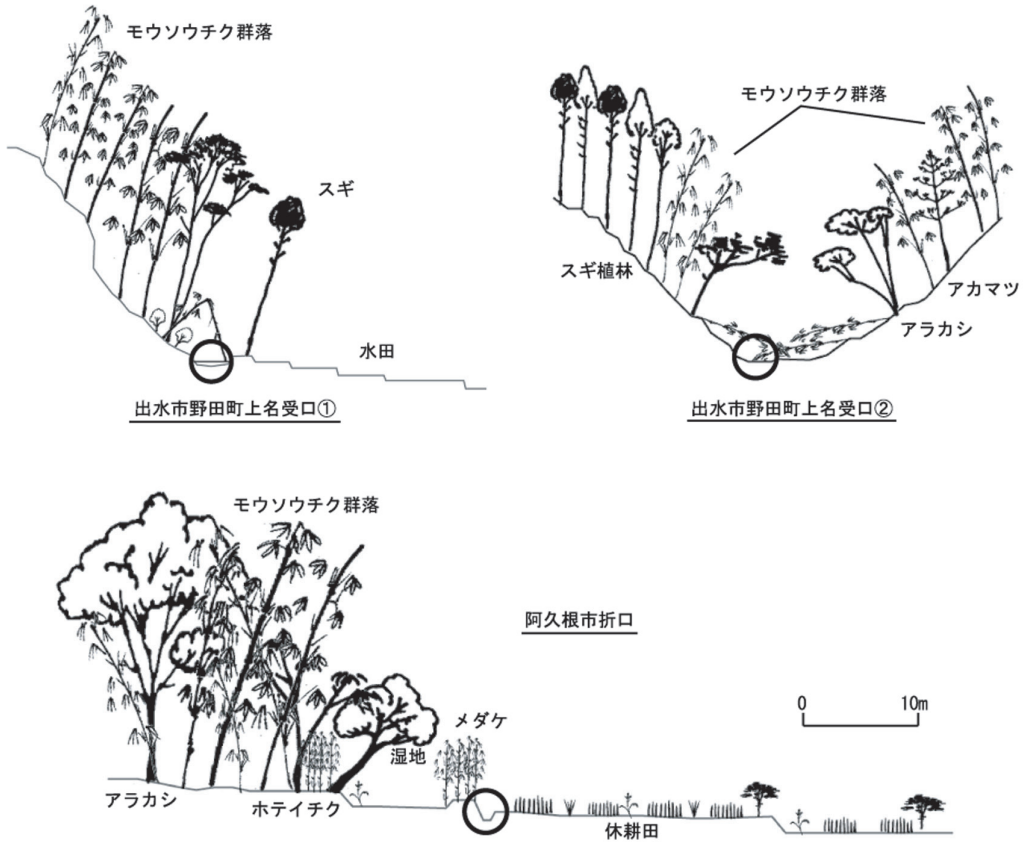 モウソウチク群落
スギ
水田
出水市野田町上名受口①
モウソウチク群落
スギ植林
アカマツ
アラカシ
出水市野田町上名受口②
モウソウチク群落
阿久根市折口
メダケ
湿地
アラカシ
ホテイチク
休耕田
0 10m